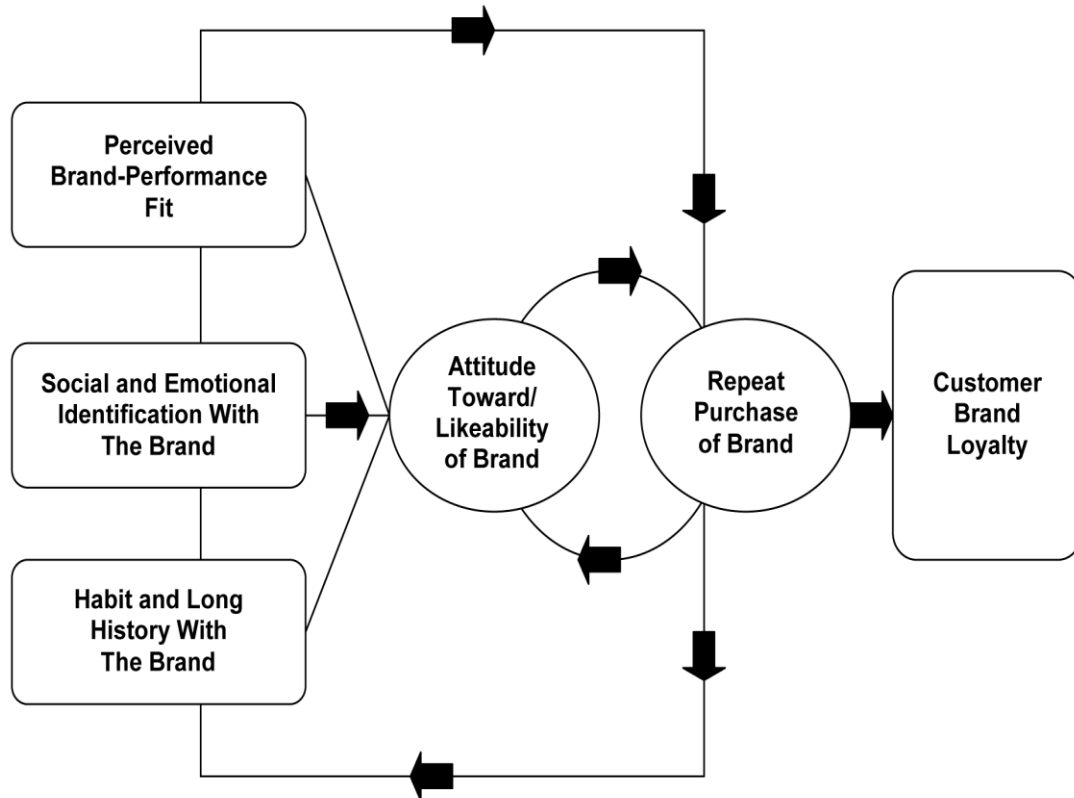 Perceived
Brand-Performance
Fit
Social and Emotional
Identification With
The Brand
Habit and Long
History With
The Brand
Attitude
Toward/
Likeability
of Brand
Repeat
Purchase
of Brand
Customer
Brand
Loyalty